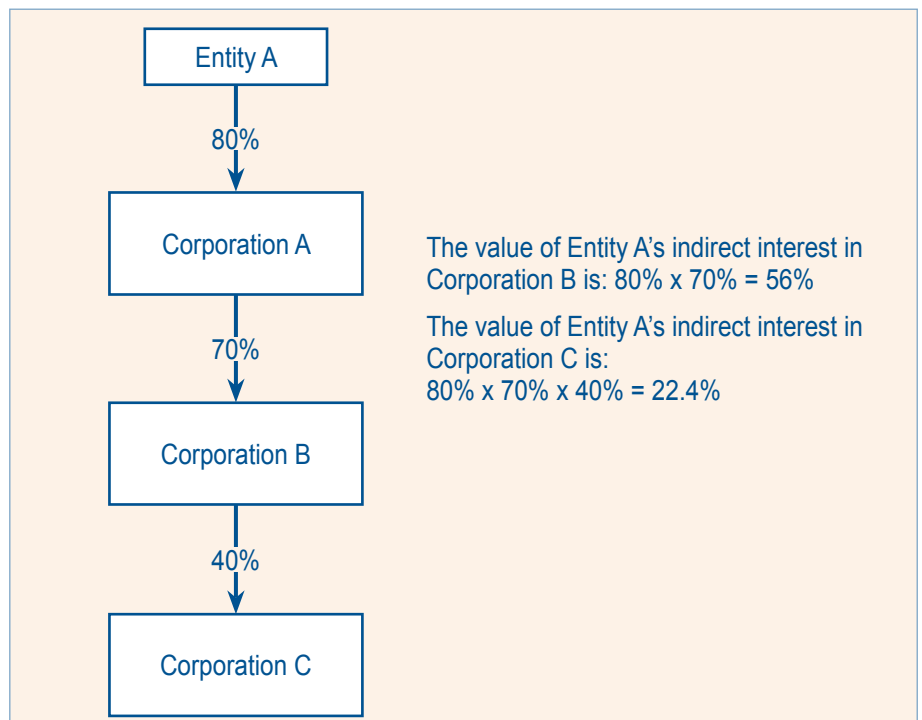 Entity A
80%
Corporation A
The value of Entity A’s indirect interest in
Corporation B is: 80% x 70% = 56%
The value of Entity A’s indirect interest in
Corporation C is:
80% x 70% x 40% = 22.4%
70%
Corporation B
40%
Corporation C